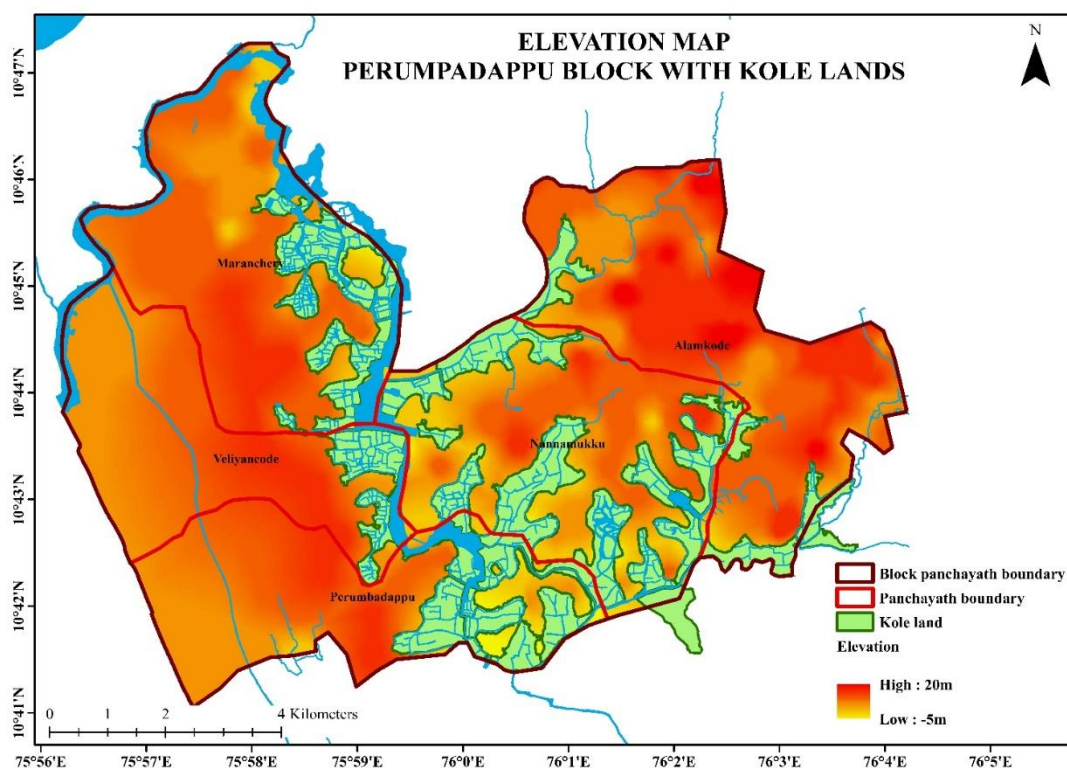 ELEVATION MAP
PERUMPADAPPU BLOCK WITH KOLE LANDS
N
10°47'N
10°46'N
10°45'N
10°44'N
10°43'N
10°42'N
10°41'N
Maranchery
Alamkode
Nannamukku
Veliyancode
Perumbadappu
Block panchayath boundary
Panchayath boundary
Kole land
Elevation
High : 20m
Low : -5m
0 1 2 4 Kilometers
75°56'E 75°57'E 75°58'E 75°59'E 76°0'E 76°1'E 76°2'E 76°3'E 76°4'E 76°5'E